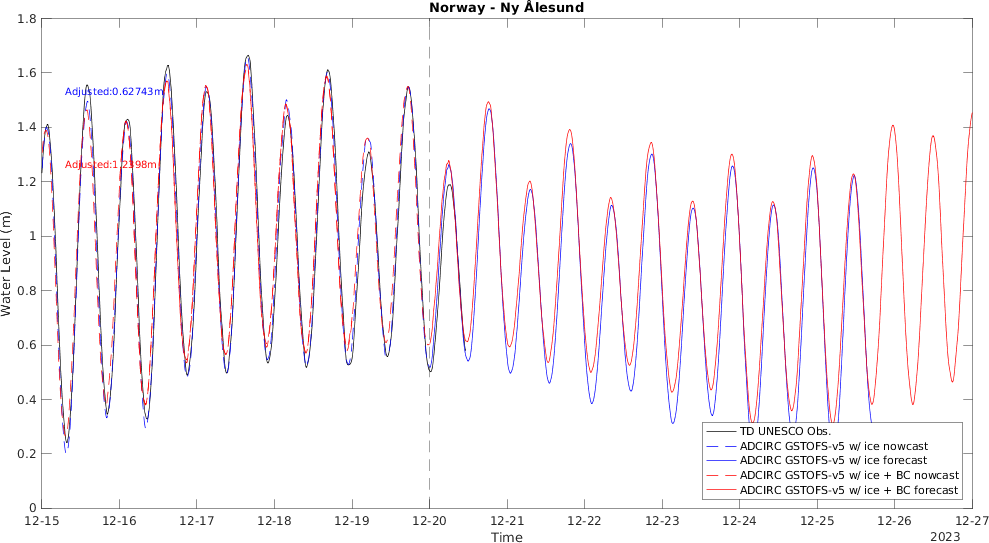 Norway - Ny Ålesund
1.8
1.6
1.4
1.2
1
0.8
0.6
0.4
0.2
0
Water Level (m)
Adjusted:0.62743m
Adjusted:1.2398m
TD UNESCO Obs.
ADCIRC GSTOFS-v5 w/ ice nowcast
ADCIRC GSTOFS-v5 w/ ice forecast
ADCIRC GSTOFS-v5 w/ ice + BC nowcast
ADCIRC GSTOFS-v5 w/ ice + BC forecast
12-15 12-16 12-17 12-18 12-19 12-20 12-21 12-22 12-23 12-24 12-25 12-26 12-27
Time
2023